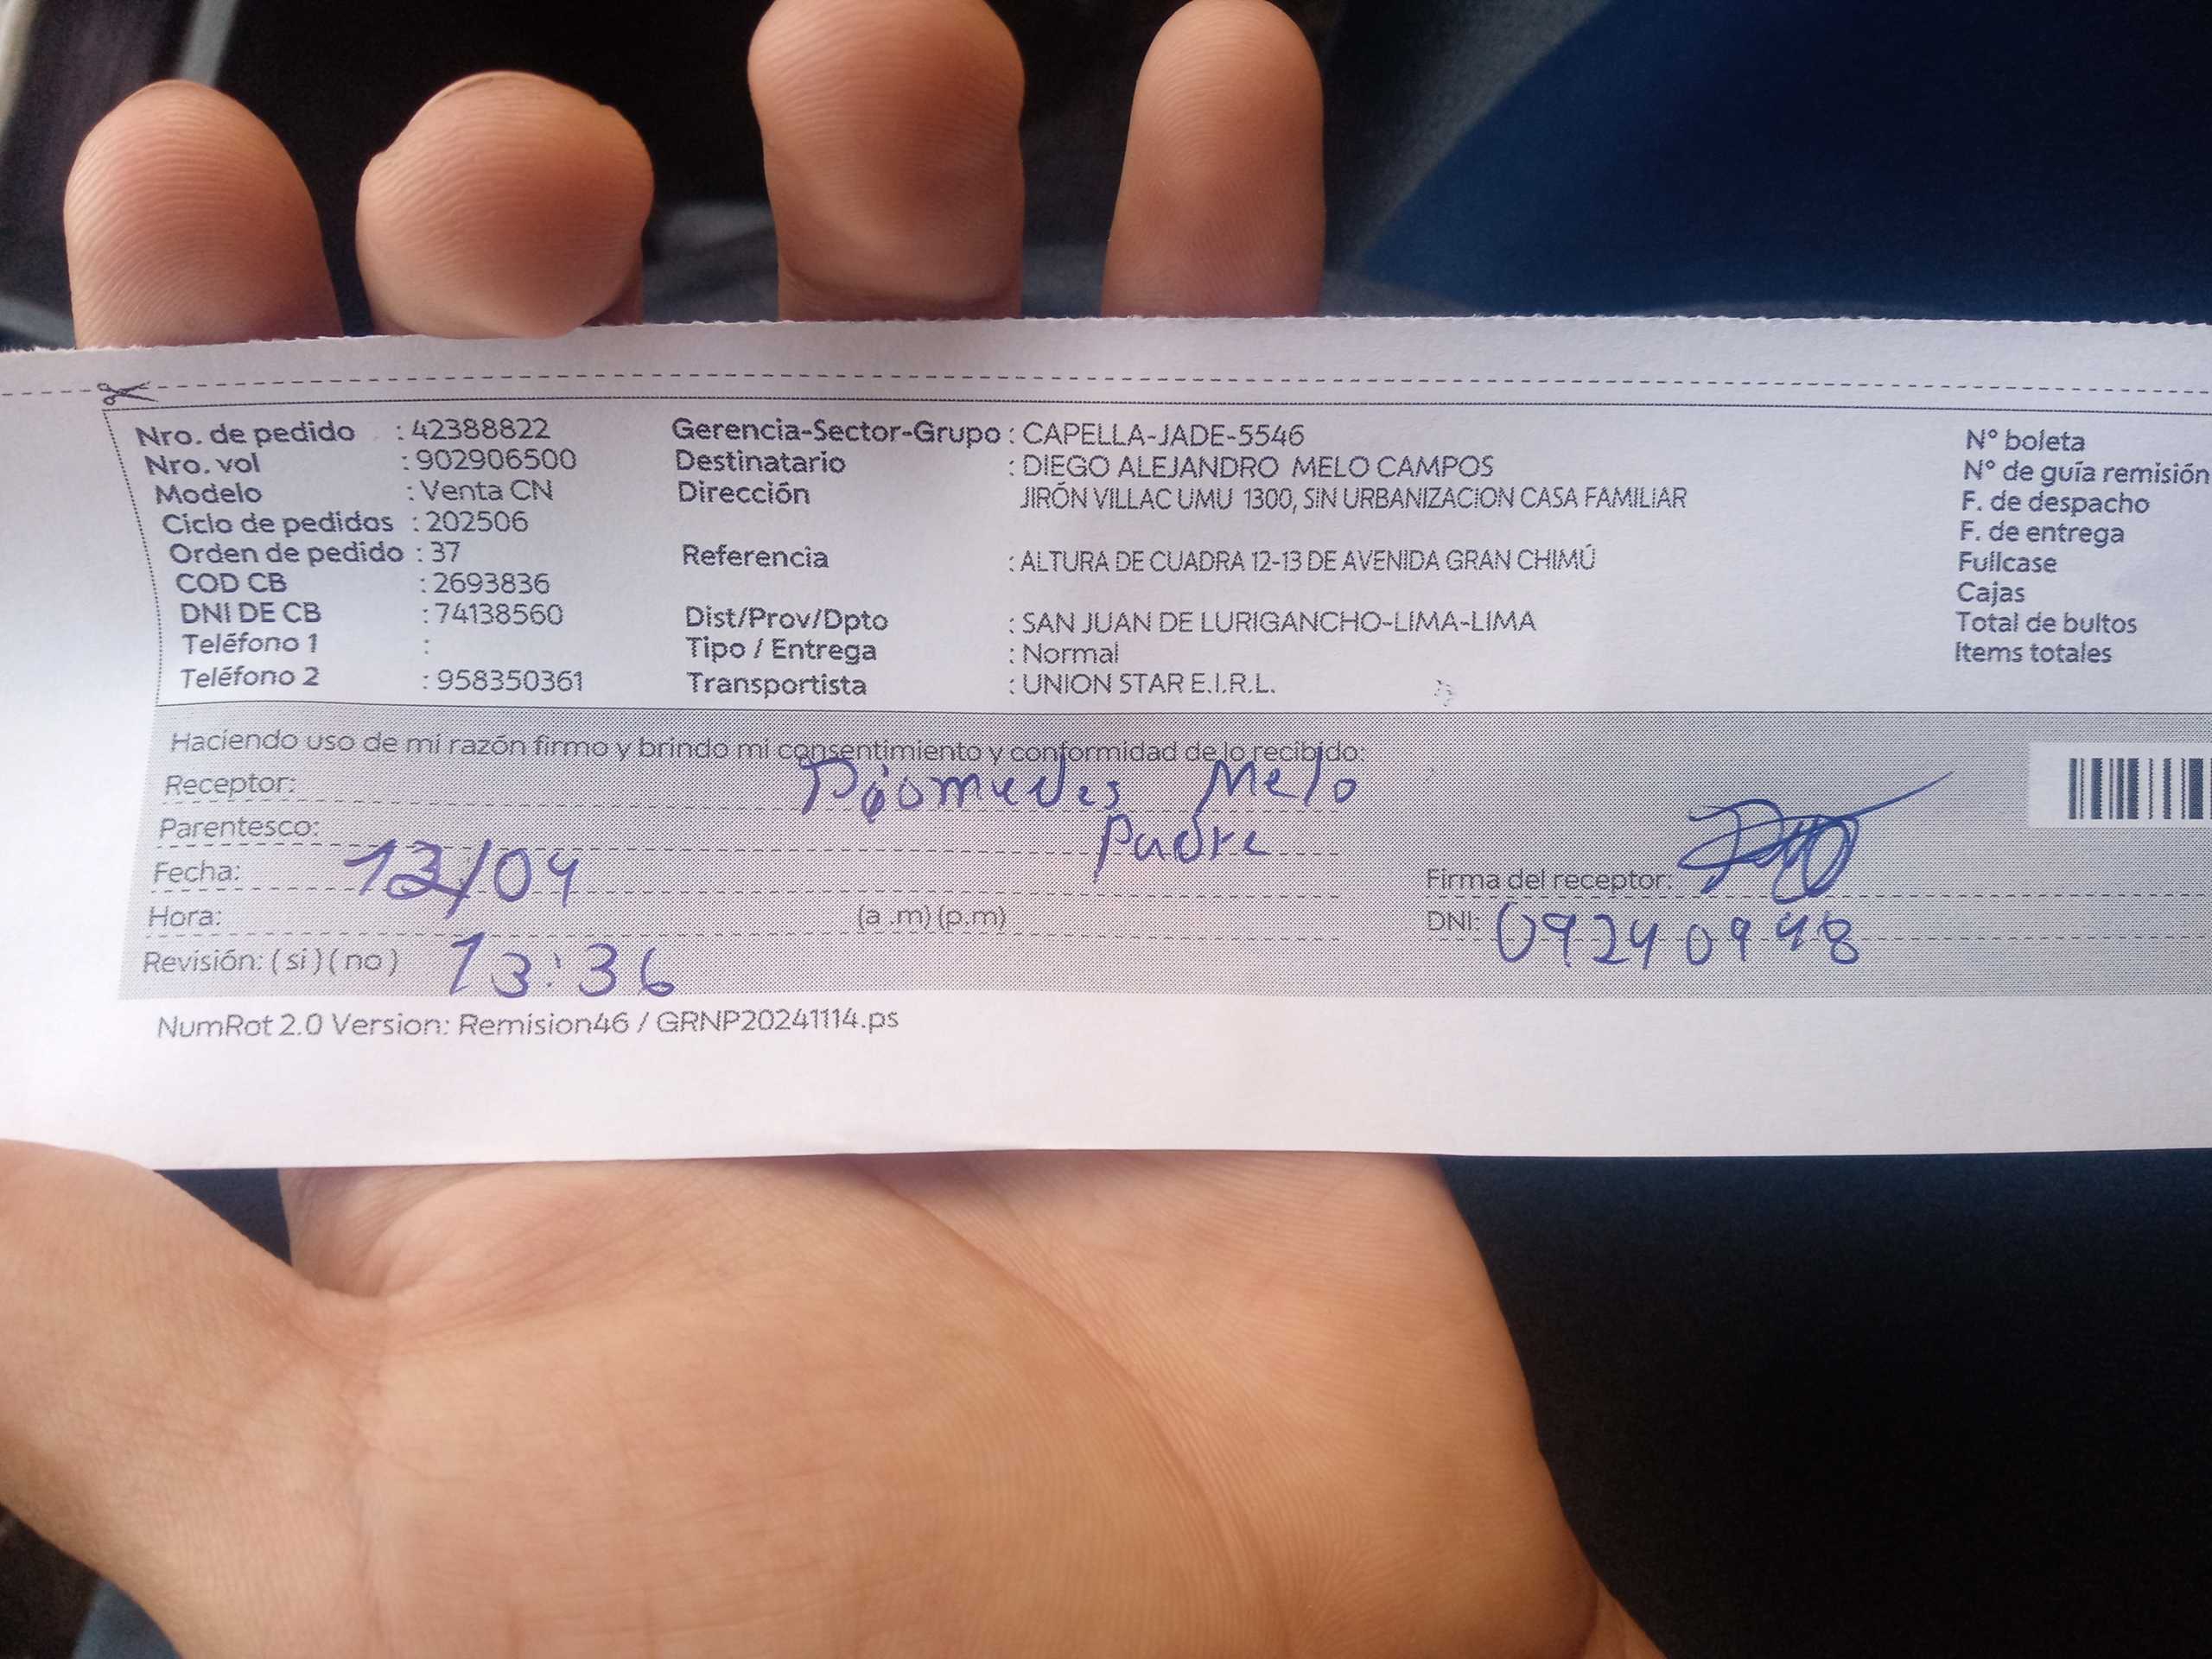 Nro. de pedido : 42388822
Nro. vol : 902906500
Modelo : Venta CN
Ciclo de pedidos : 202506
Orden de pedido : 37
COD CB : 2693836
DNI DE CB : 74138560
Teléfono 1 :
Teléfono 2 : 958350361
Gerencia-Sector-Grupo : CAPELLA-JADE-5546
Destinatario : DIEGO ALEJANDRO MELO CAMPOS
Dirección JIRÓN VILLAC UMU 1300, SIN URBANIZACION CASA FAMILIAR
Referencia : ALTURA DE CUADRA 12-13 DE AVENIDA GRAN CHIMÚ
Dist/Prov/Dpto : SAN JUAN DE LURIGANCHO-LIMA-LIMA
Tipo / Entrega : Normal
Transportista : UNION STAR E.I.R.L.
N° boleta
N° de guía remisión
F. de despacho
F. de entrega
Fullcase
Cajas
Total de bultos
Items totales
Haciendo uso de mi razón firmo y brindo mi consentimiento y conformidad de lo recibido:
Receptor: Diomedes Melo
Parentesco: Padre
Fecha: 12/04
Hora: (a .m) (p.m)
Revisión: ( si ) ( no ) 13:36
Firma del receptor:
DNI: 09240948
NumRot 2.0 Version: Remision46 / GRNP20241114.ps